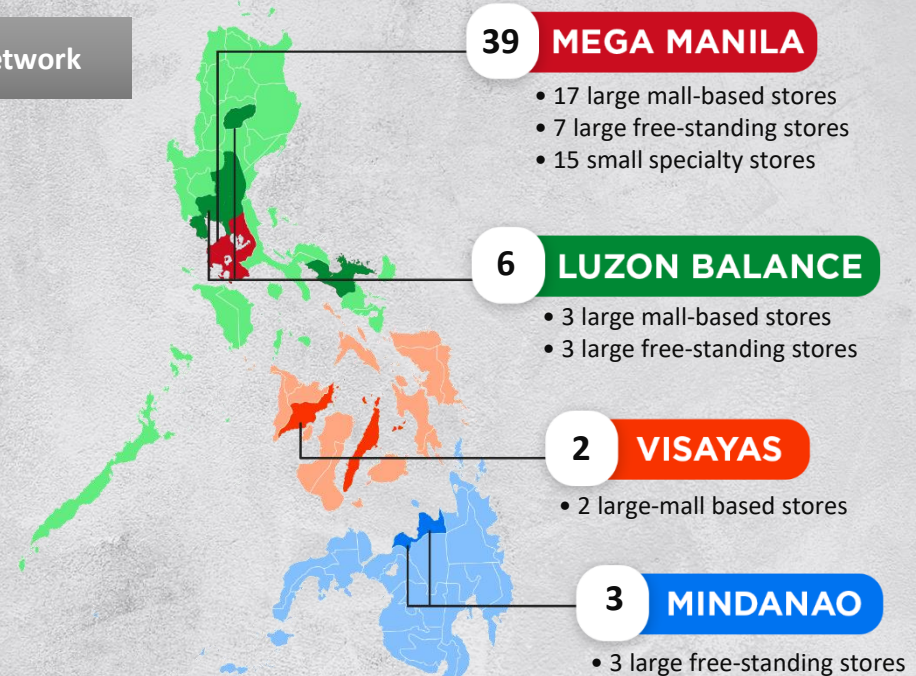 39 MEGA MANILA
• 17 large mall-based stores
• 7 large free-standing stores
• 15 small specialty stores
6 LUZON BALANCE
• 3 large mall-based stores
• 3 large free-standing stores
2 VISAYAS
• 2 large-mall based stores
3 MINDANAO
• 3 large free-standing stores